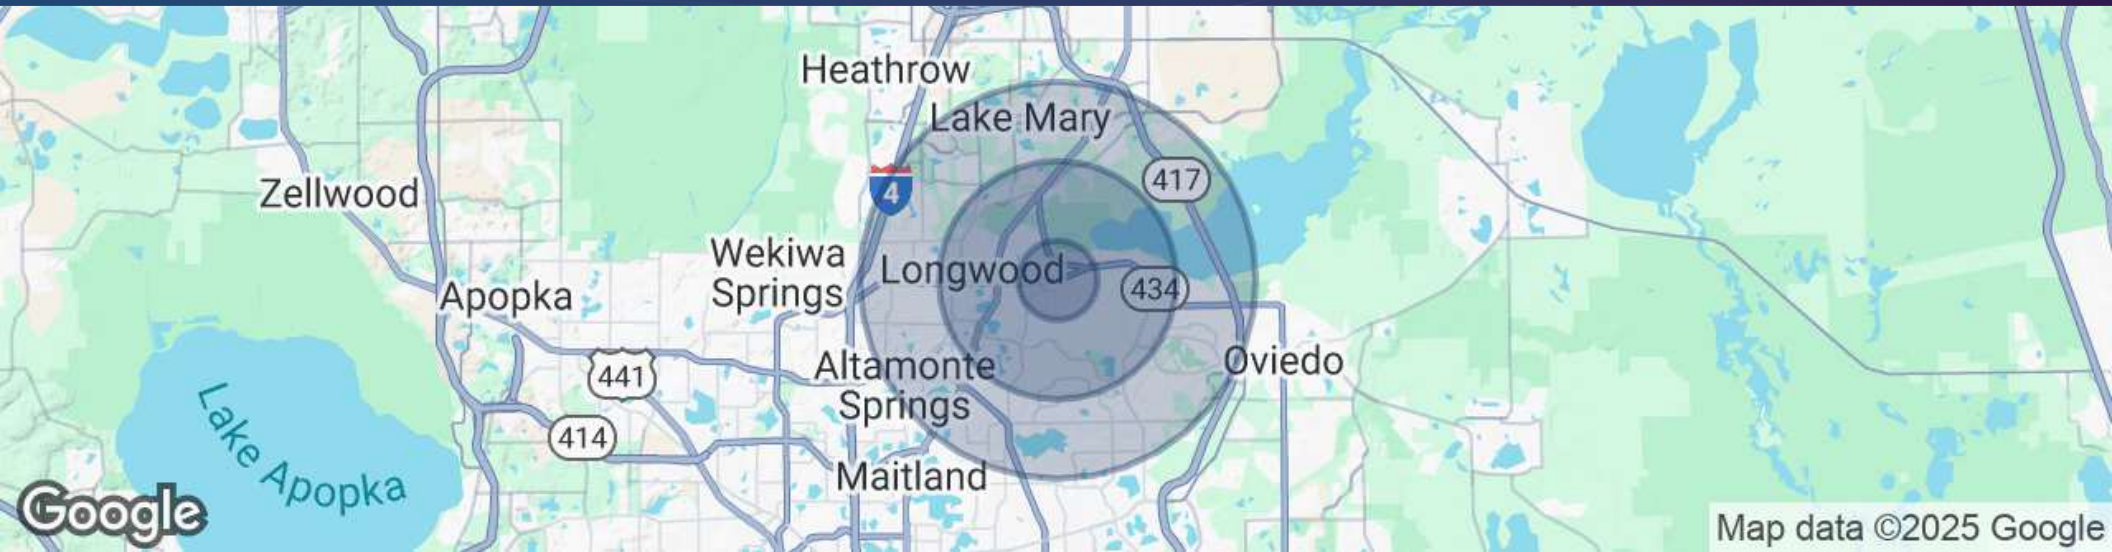 Heathrow
Lake Mary
4
417
Zellwood
Wekiwa
Springs
Longwood
434
Apopka
Altamonte
Springs
Oviedo
441
414
Lake Apopka
Maitland
Google
Map data ©2025 Google